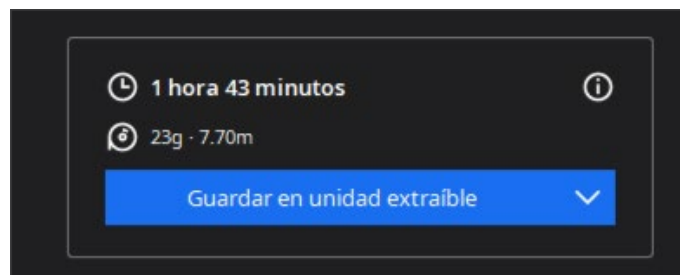 1 hora 43 minutos
23g · 7.70m
Guardar en unidad extraíble